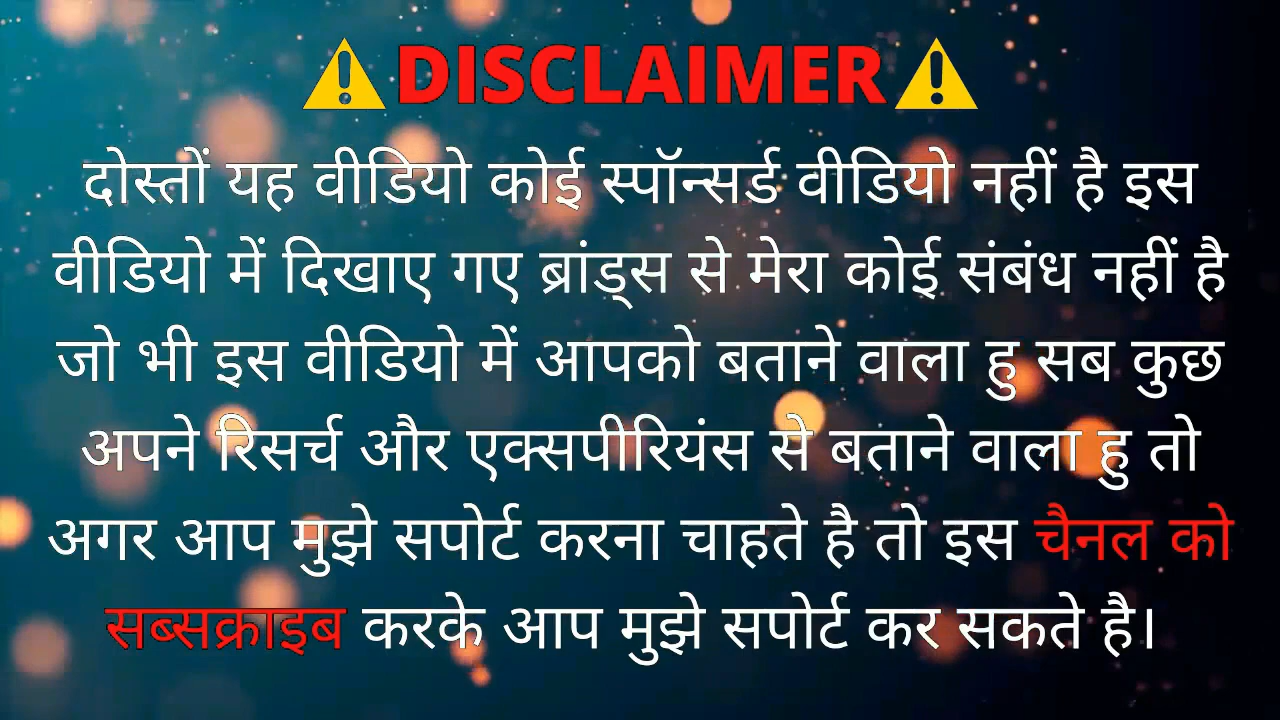 ⚠DISCLAIMER⚠
दोस्तों यह वीडियो कोई स्पॉन्सर्ड वीडियो नहीं है इस
वीडियो में दिखाए गए ब्रांड्स से मेरा कोई संबंध नहीं है
जो भी इस वीडियो में आपको बताने वाला हु सब कुछ
अपने रिसर्च और एक्सपीरियंस से बताने वाला हु तो
अगर आप मुझे सपोर्ट करना चाहते है तो इस चैनल को
सब्सक्राइब करके आप मुझे सपोर्ट कर सकते है।